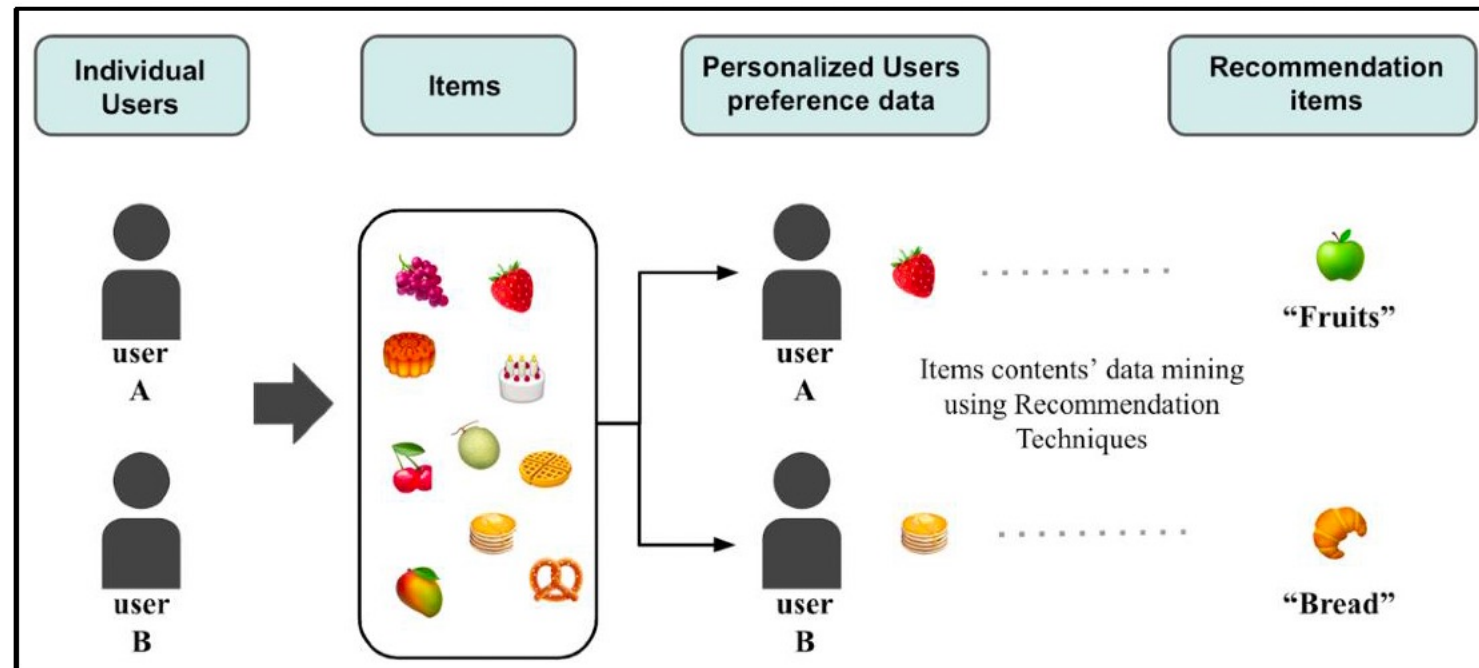 Individual
Users
Items
Personalized Users
preference data
Recommendation
items
user
A
user
B
user
A
user
B
Items contents’ data mining
using Recommendation
Techniques
“Fruits”
“Bread”